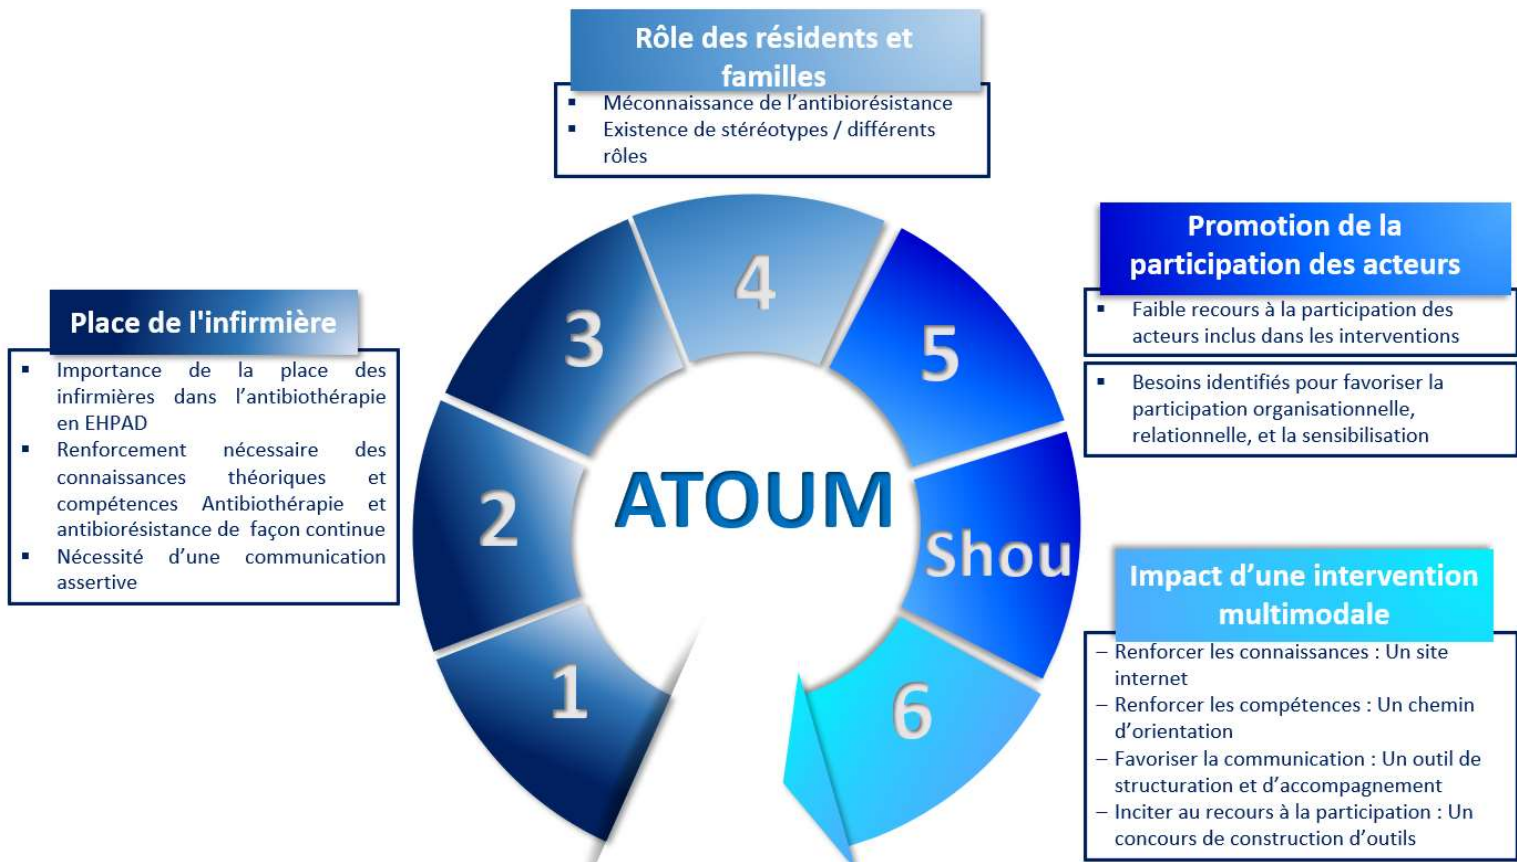 Rôle des résidents et
familles
▪ Méconnaissance de l'antibiorésistance
▪ Existence de stéréotypes / différents
rôles
Place de l'infirmière
▪ Importance de la place des
infirmières dans l'antibiothérapie
en EHPAD
▪ Renforcement nécessaire des
connaissances théoriques et
compétences Antibiothérapie et
antibiorésistance de façon continue
▪ Nécessité d'une communication
assertive
1
2
3
4
5
Shou
6
ATOUM
Promotion de la
participation des acteurs
▪ Faible recours à la participation des
acteurs inclus dans les interventions
▪ Besoins identifiés pour favoriser la
participation organisationnelle,
relationnelle, et la sensibilisation
Impact d'une intervention
multimodale
– Renforcer les connaissances : Un site
internet
– Renforcer les compétences : Un chemin
d'orientation
– Favoriser la communication : Un outil de
structuration et d'accompagnement
– Inciter au recours à la participation : Un
concours de construction d'outils